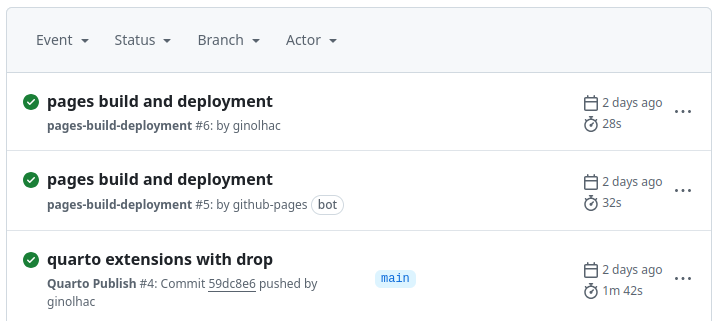 Event Status Branch Actor
pages build and deployment
pages-build-deployment #6: by ginolhac
2 days ago
28s
pages build and deployment
pages-build-deployment #5: by github-pages bot
2 days ago
32s
quarto extensions with drop
Quarto Publish #4: Commit 59dc8e6 pushed by
ginolhac
main
2 days ago
1m 42s